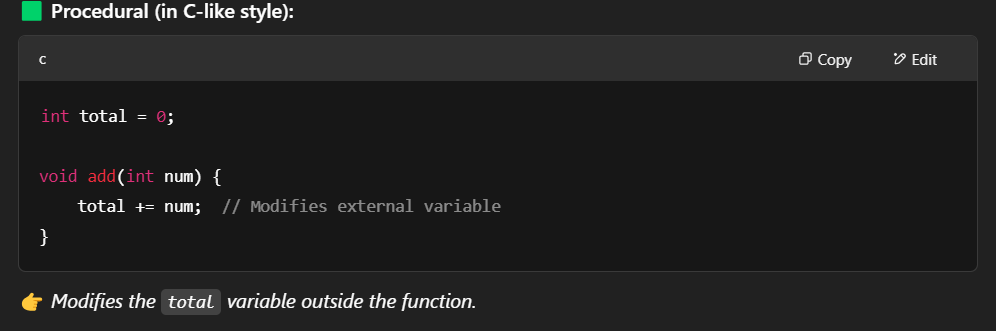 Procedural (in C-like style):
c
Copy
Edit
int total = 0;
void add(int num) {
total += num;  // Modifies external variable
}
👉 Modifies the total variable outside the function.